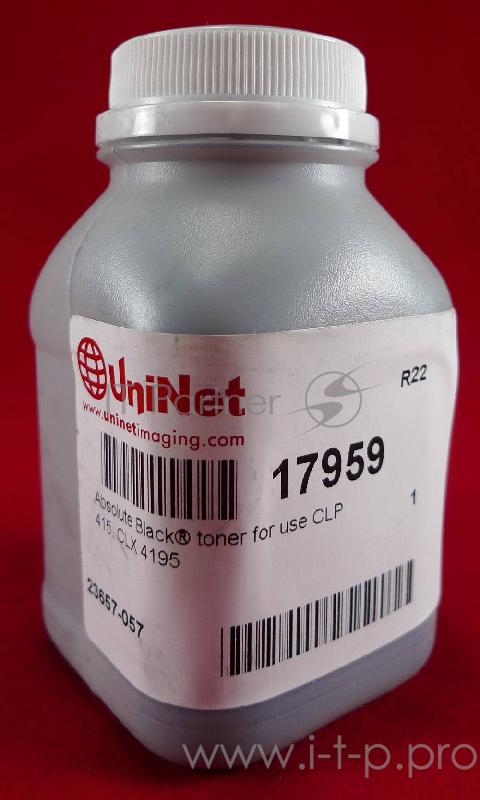 UniNet
R22
www.uninetimaging.com
17959
Absolute Black® toner for use CLP
415, CLX 4195
1
23657-057
Partner
www.i-t-p.pro